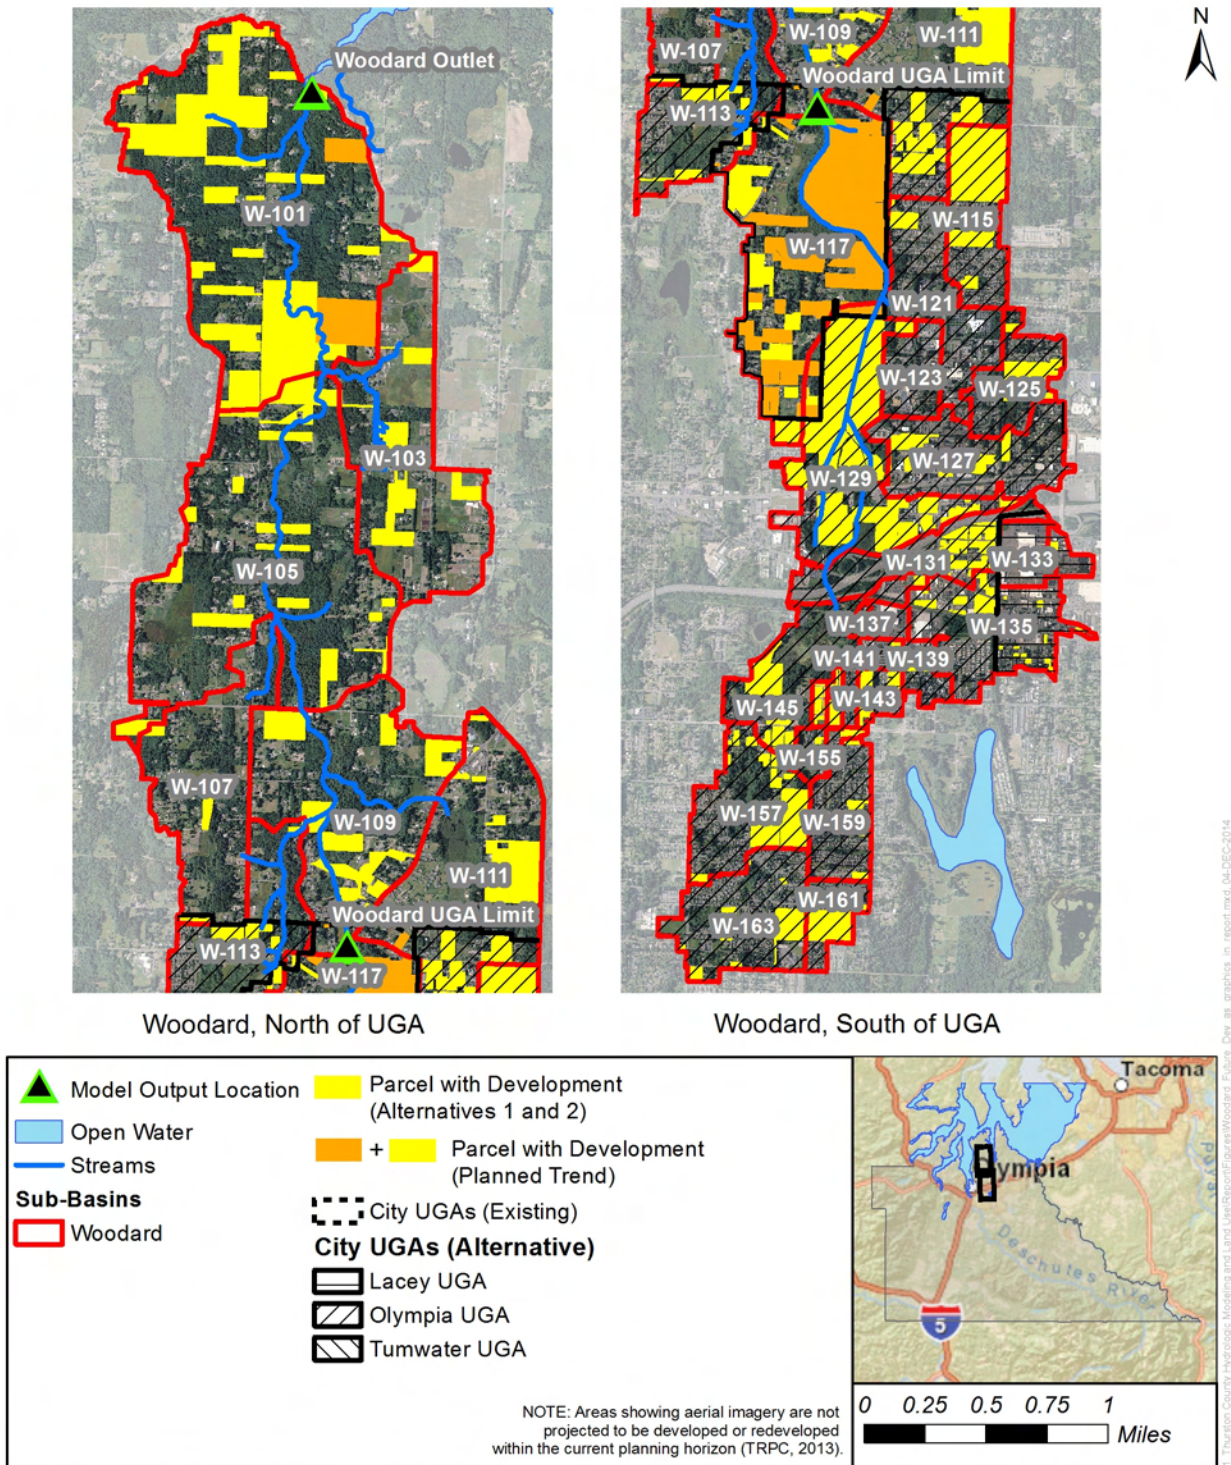 Woodard Outlet
W-101
W-103
W-105
W-107
W-109
W-111
Woodard UGA Limit
W-113
W-117
W-107
W-109
W-111
Woodard UGA Limit
W-113
W-115
W-117
W-121
W-123
W-125
W-127
W-129
W-131
W-133
W-135
W-137
W-141
W-139
W-143
W-145
W-155
W-157
W-159
W-161
W-163
N
Woodard, North of UGA
Woodard, South of UGA
Model Output Location
Open Water
Streams
Sub-Basins
Woodard
Parcel with Development
(Alternatives 1 and 2)
+
Parcel with Development
(Planned Trend)
City UGAs (Existing)
City UGAs (Alternative)
Lacey UGA
Olympia UGA
Tumwater UGA
NOTE: Areas showing aerial imagery are not
projected to be developed or redeveloped
within the current planning horizon (TRPC, 2013).
Tacoma
Olympia
Deschutes River
5
0 0.25 0.5 0.75 1
Miles